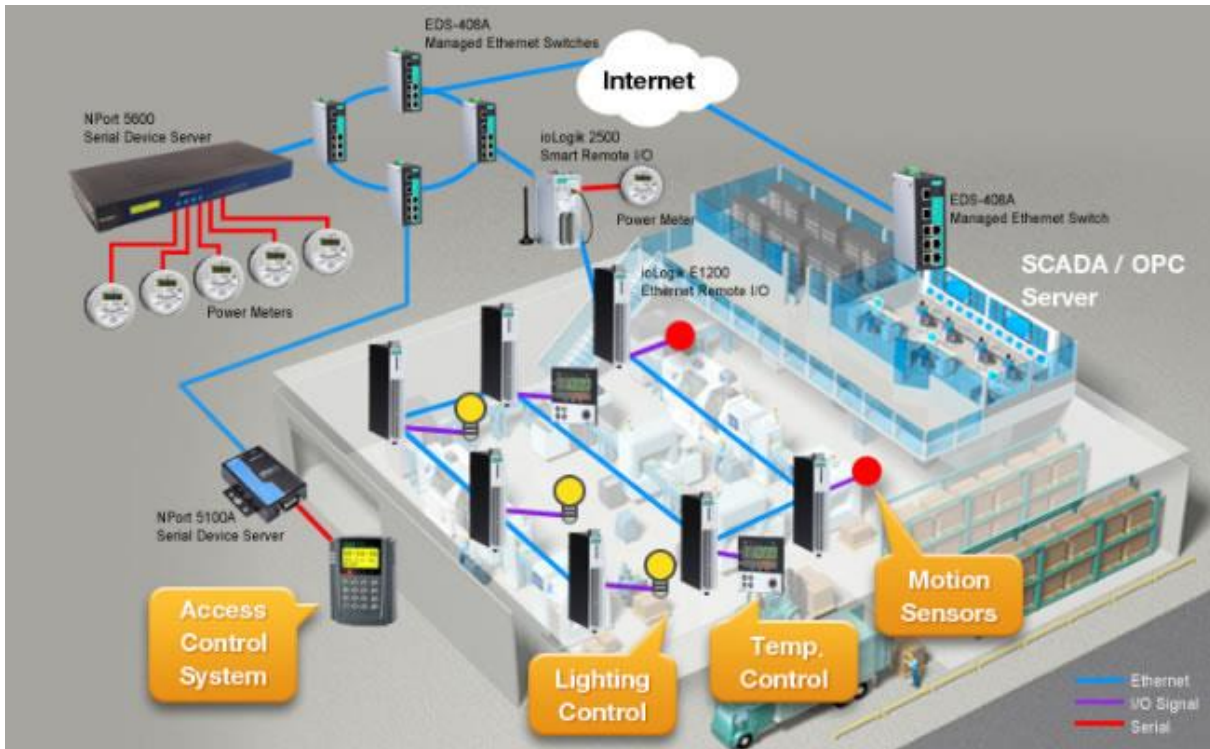 EDS-408A
Managed Ethernet Switches
Internet
NPort 5600
Serial Device Server
ioLogik 2500
Smart Remote I/O
Power Meter
EDS-408A
Managed Ethernet Switch
SCADA / OPC
Server
ioLogik E1200
Ethernet Remote I/O
Power Meters
NPort 5100A
Serial Device Server
Access
Control
System
Lighting
Control
Temp,
Control
Motion
Sensors
Ethernet
I/O Signal
Serial